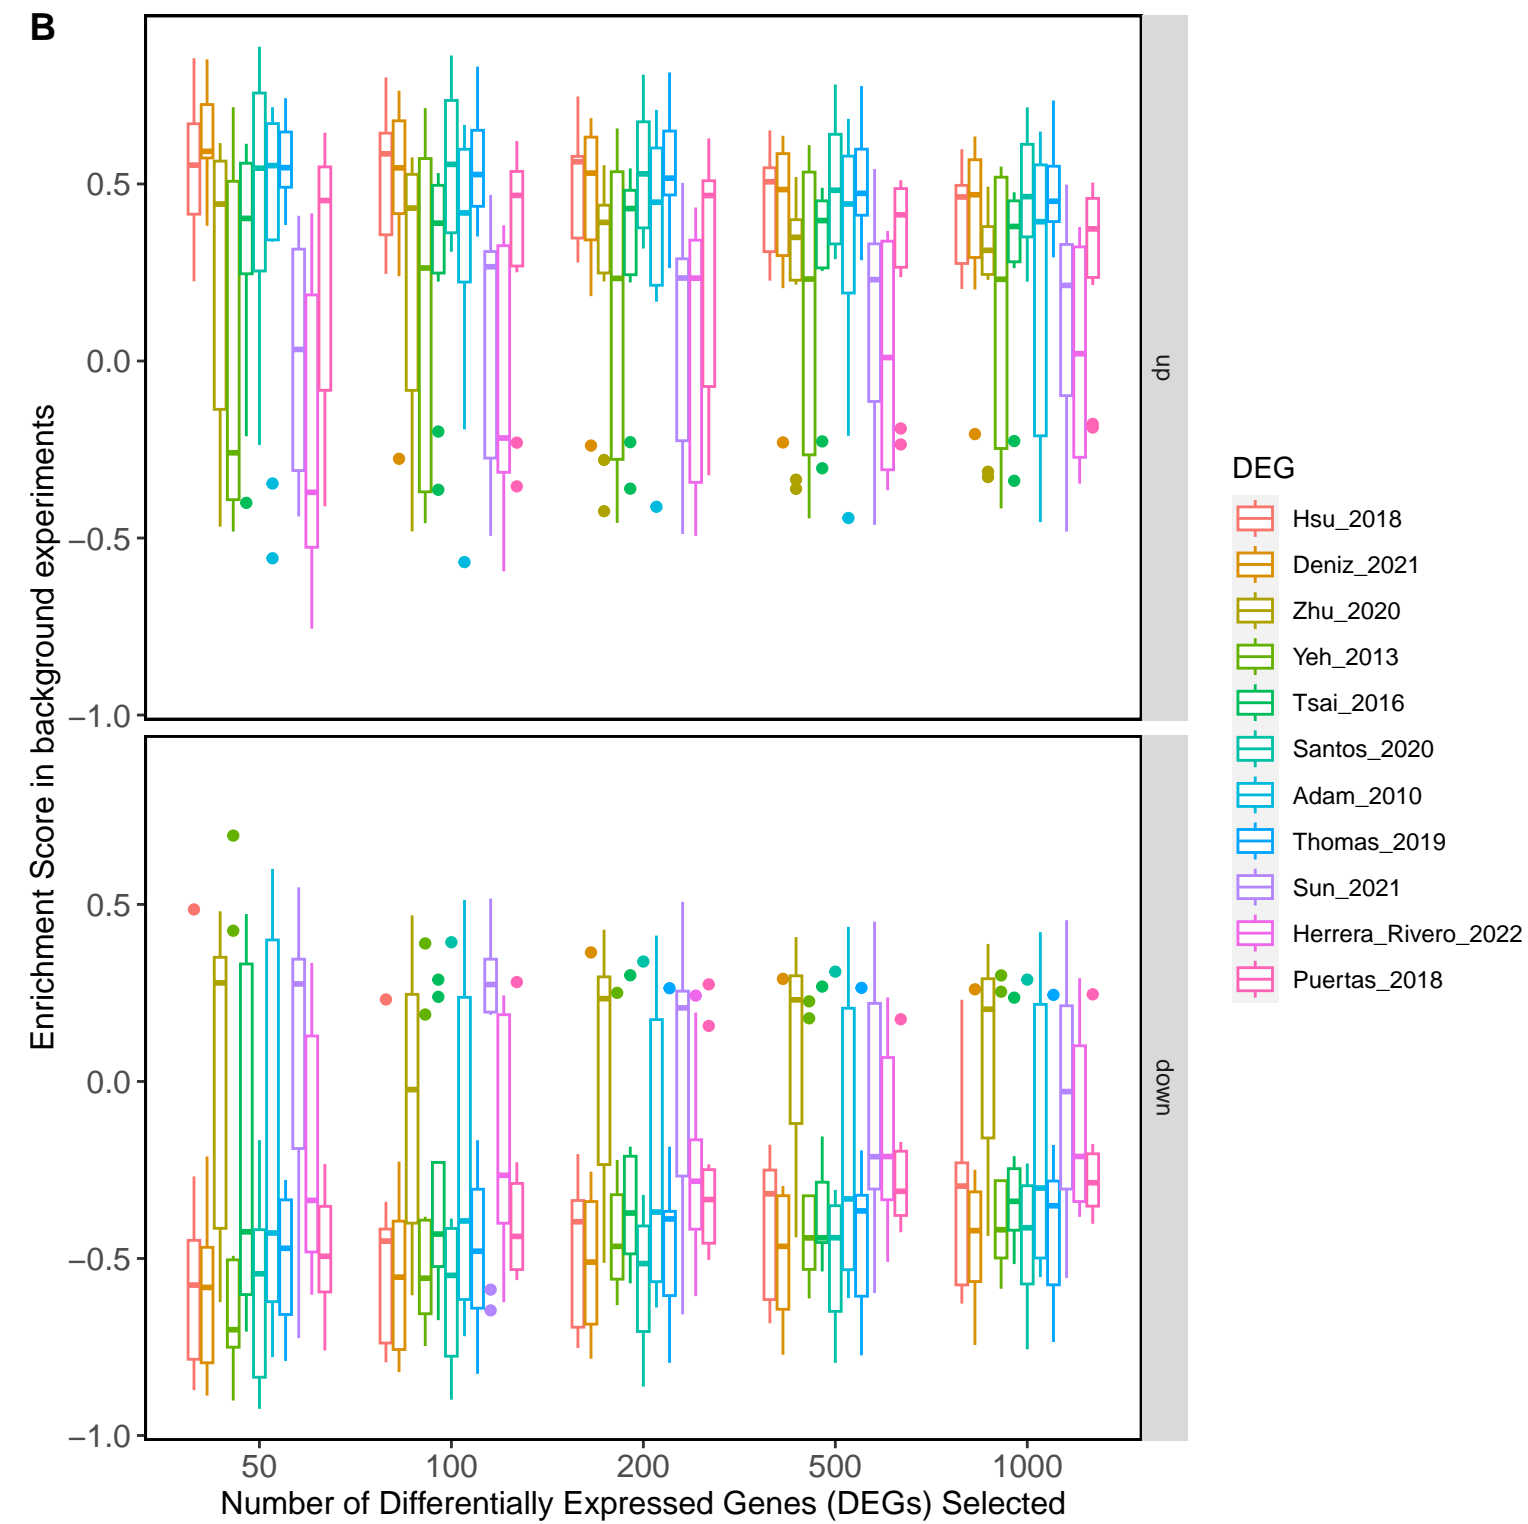 B
Enrichment Score in background experiments
0.5
0.0
−0.5
−1.0
up
0.5
0.0
−0.5
−1.0
down
50 100 200 500 1000
Number of Differentially Expressed Genes (DEGs) Selected
DEG
Hsu_2018
Deniz_2021
Zhu_2020
Yeh_2013
Tsai_2016
Santos_2020
Adam_2010
Thomas_2019
Sun_2021
Herrera_Rivero_2022
Puertas_2018